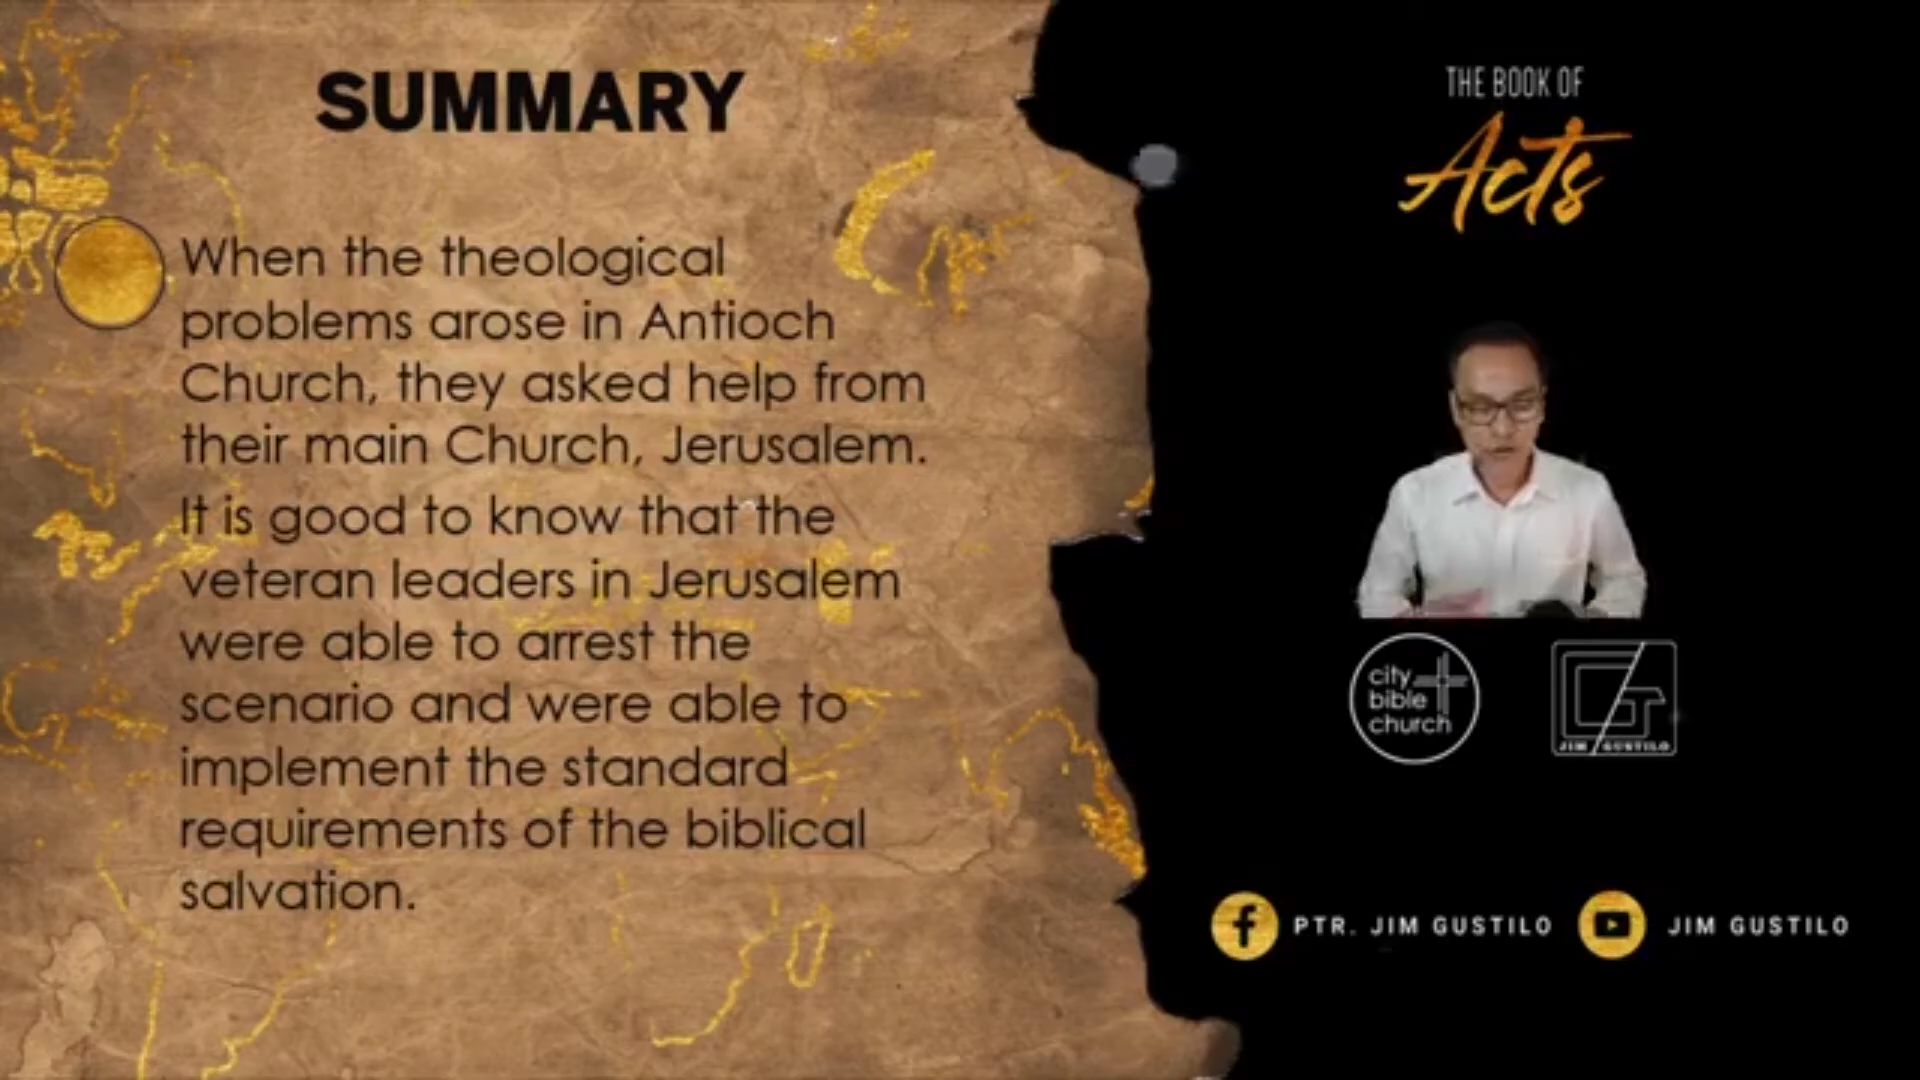 SUMMARY
When the theological
problems arose in Antioch
Church, they asked help from
their main Church, Jerusalem.
It is good to know that the
veteran leaders in Jerusalem
were able to arrest the
scenario and were able to
implement the standard
requirements of the biblical
salvation.
THE BOOK OF
Acts
city
bible
church
JIM GUSTILO
PTR. JIM GUSTILO
JIM GUSTILO